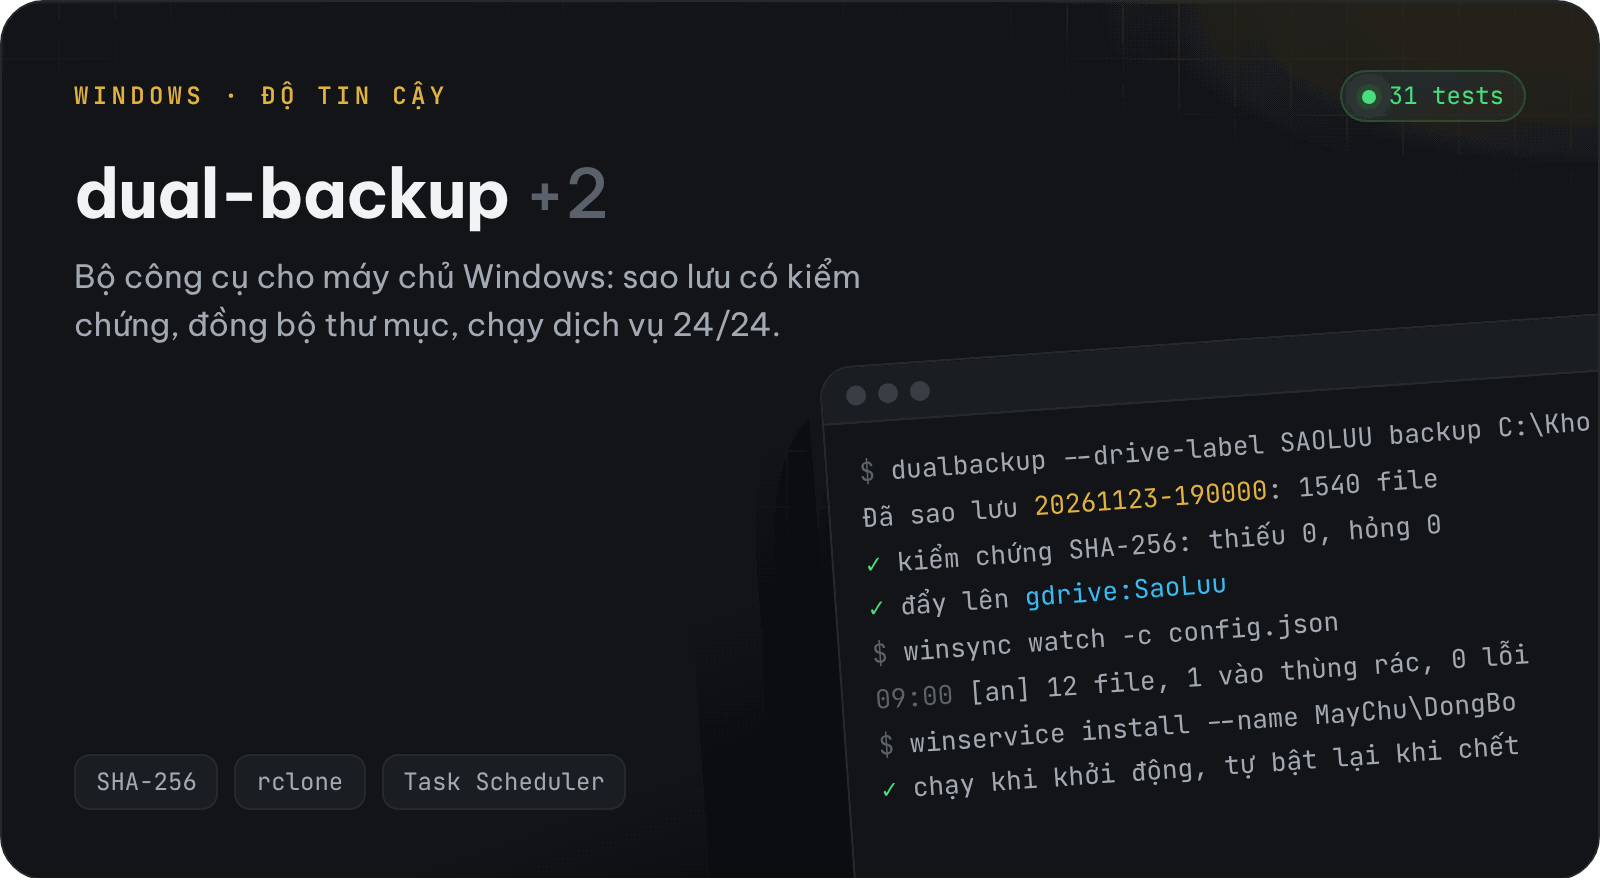 WINDOWS · ĐỘ TIN CẬY
31 tests
dual-backup +2
Bộ công cụ cho máy chủ Windows: sao lưu có kiểm
chứng, đồng bộ thư mục, chạy dịch vụ 24/24.
$ dualbackup --drive-label SAOLUU backup C:\Kho
Đã sao lưu 20261123-190000: 1540 file
✓ kiểm chứng SHA-256: thiếu 0, hỏng 0
✓ đẩy lên gdrive:SaoLuu
$ winsync watch -c config.json
09:00 [an] 12 file, 1 vào thùng rác, 0 lỗi
$ winservice install --name MayChu\DongBo
✓ chạy khi khởi động, tự bật lại khi chết
SHA-256
rclone
Task Scheduler